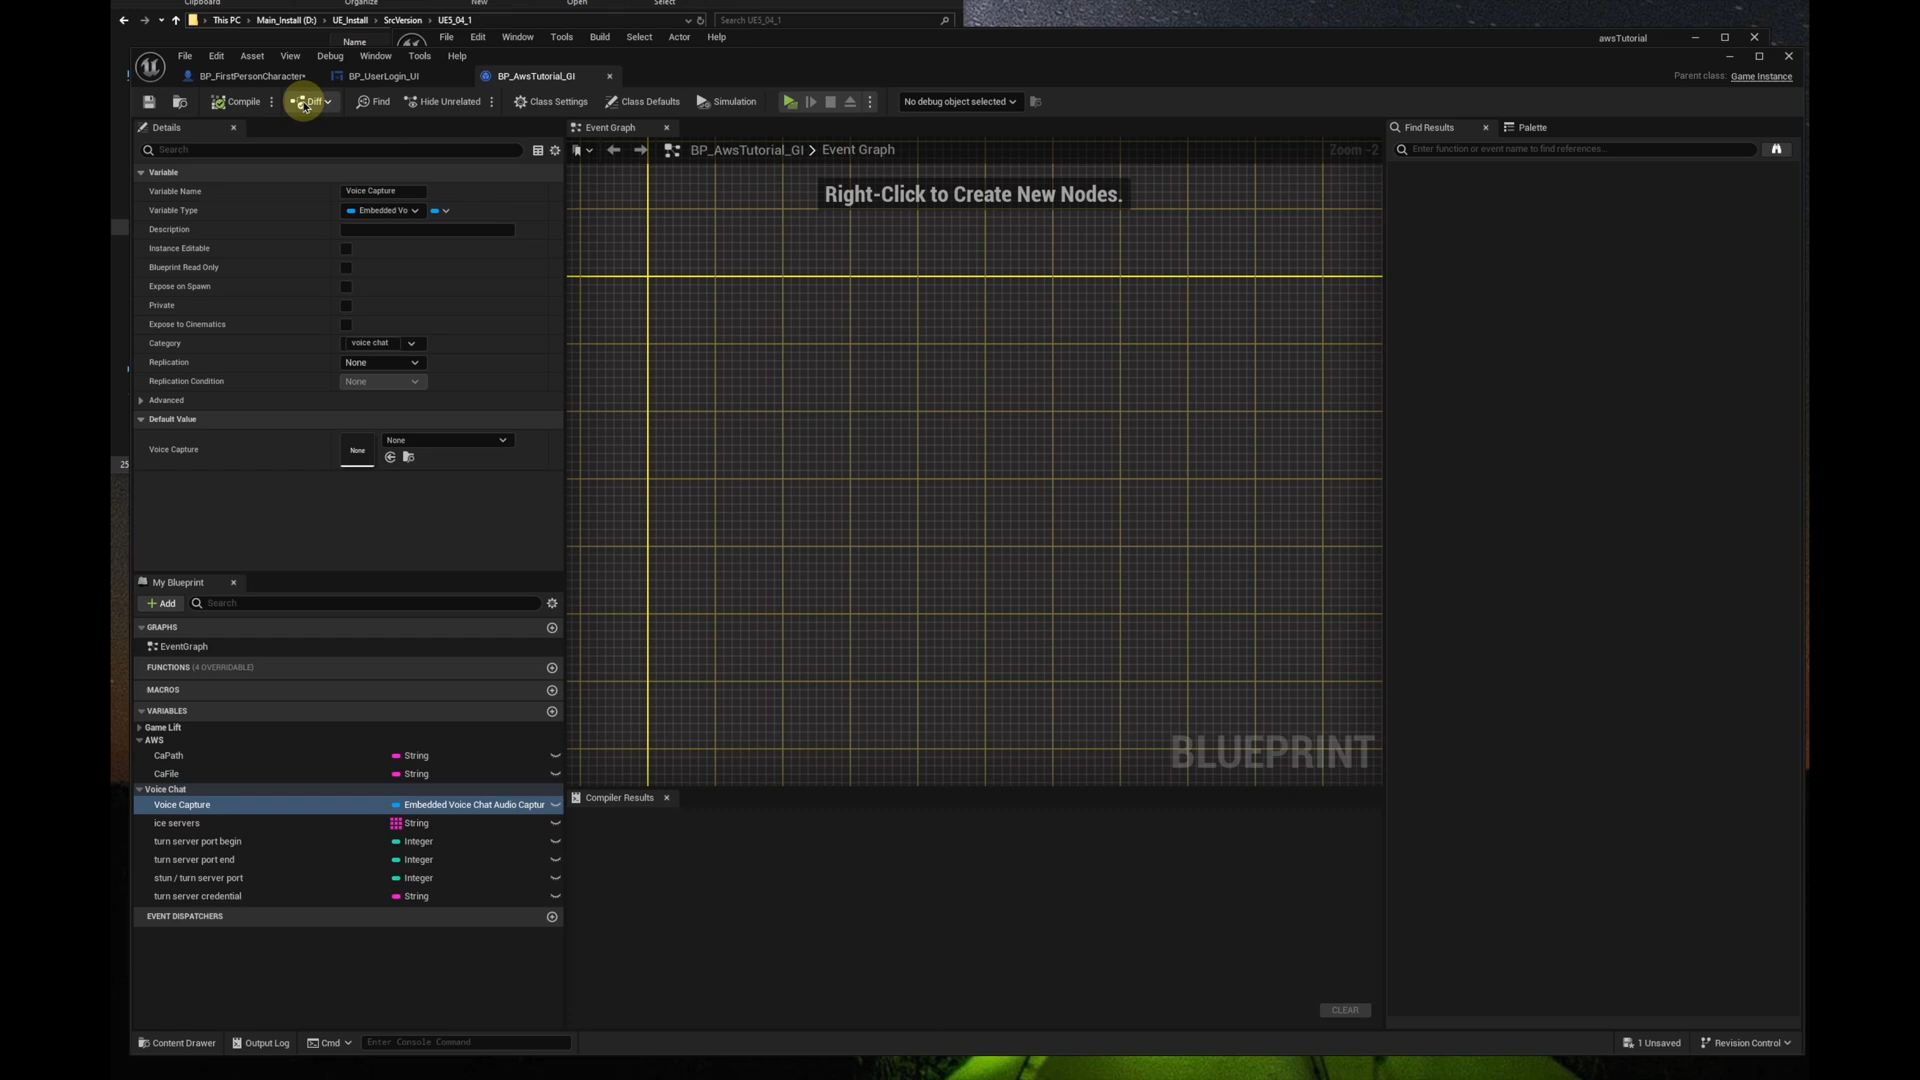 Clipboard
Organize
New
Open
Select
This PC > Main_Install (D:) > UE_Install > SrcVersion > UE5_04_1
Search UE5_04_1
Name
File Edit Window Tools Build Select Actor Help
awsTutorial
File Edit Asset View Debug Window Tools Help
BP_FirstPersonCharacter•
BP_UserLogin_UI
BP_AwsTutorial_GI
Parent class: Game Instance
Compile
Diff
Find
Hide Unrelated
Class Settings
Class Defaults
Simulation
No debug object selected
Details
Event Graph
Find Results
Palette
Search
BP_AwsTutorial_GI > Event Graph
Zoom -2
Enter function or event name to find references...
Variable
Right-Click to Create New Nodes.
Variable Name
Voice Capture
Variable Type
Embedded Vo
Description
Instance Editable
Blueprint Read Only
Expose on Spawn
Private
Expose to Cinematics
Category
voice chat
Replication
None
Replication Condition
None
Advanced
Default Value
Voice Capture
None
None
25
My Blueprint
Add
Search
GRAPHS
EventGraph
FUNCTIONS (4 OVERRIDABLE)
MACROS
VARIABLES
Game Lift
AWS
CaPath String
CaFile String
Voice Chat
Voice Capture Embedded Voice Chat Audio Captur
ice servers String
turn server port begin Integer
turn server port end Integer
stun / turn server port Integer
turn server credential String
EVENT DISPATCHERS
BLUEPRINT
Compiler Results
CLEAR
Content Drawer
Output Log
Cmd
Enter Console Command
1 Unsaved
Revision Control